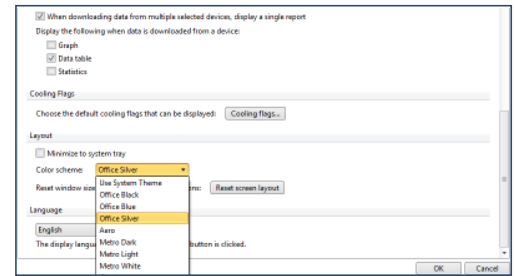 When downloading data from multiple selected devices, display a single report
Display the following when data is downloaded from a device:
Graph
Data table
Statistics
Cooling Flags
Choose the default cooling flags that can be displayed: Cooling flags...
Layout
Minimize to system tray
Color scheme: Office Silver
Use System Theme
Reset window size ns: Reset screen layout
Office Black
Office Blue
Language
Office Silver
English
Aero
The display langu button is clicked.
Metro Dark
Metro Light
Metro White
OK Cancel